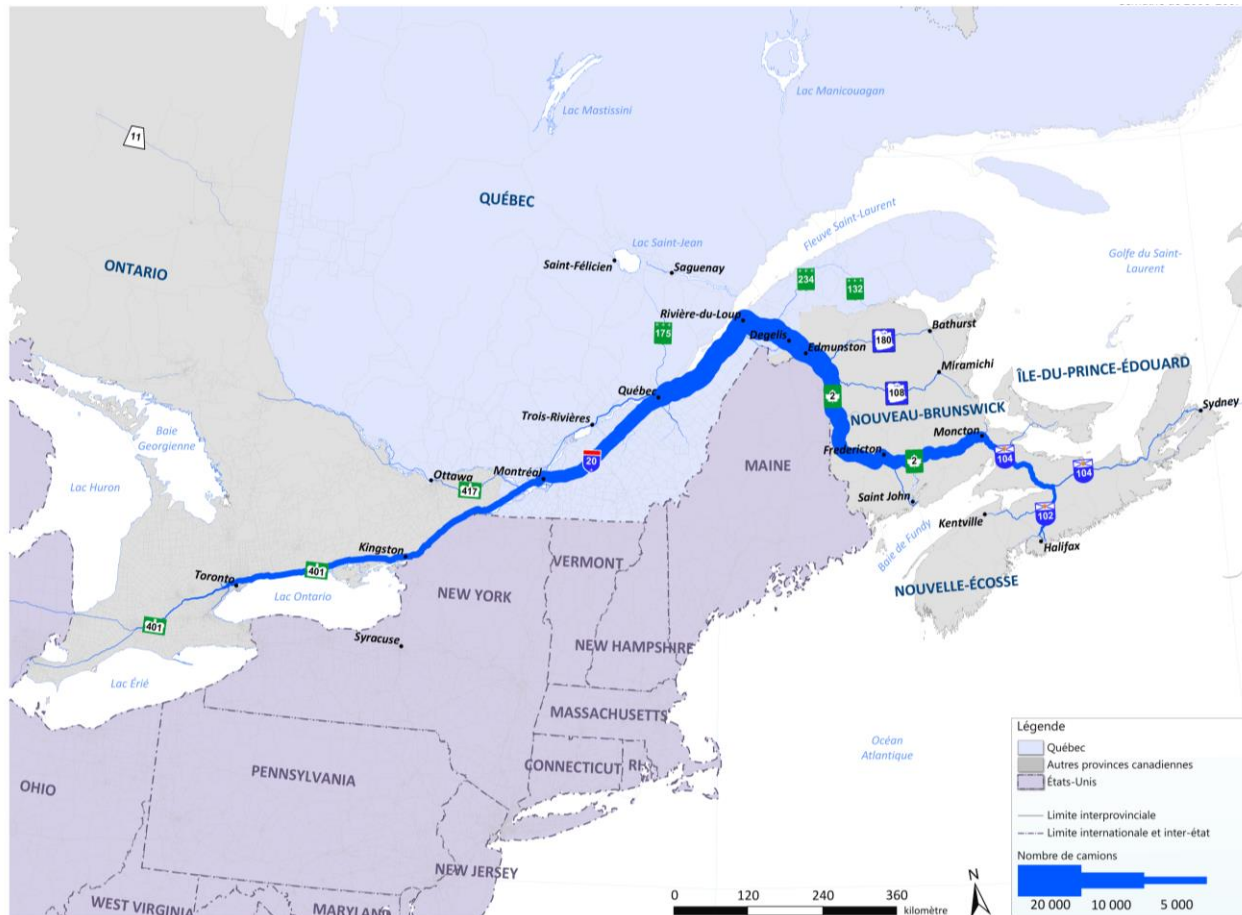 Lac Manicouagan
Lac Mastissini
11
QUÉBEC
Fleuve Saint-Laurent
Lac Saint-Jean
Golfe du Saint-
Laurent
ONTARIO
Saint-Félicien
Saguenay
234
132
Rivière-du-Loup
175
Degelis
Edmunston
180
Bathurst
Miramichi
ÎLE-DU-PRINCE-ÉDOUARD
Québec
2
108
Sydney
Trois-Rivières
NOUVEAU-BRUNSWICK
Baie
Georgienne
Moncton
20
Fredericton
2
104
104
MAINE
Ottawa
Montréal
417
Lac Huron
Saint John
Kentville
102
Baie de Fundy
Halifax
Kingston
VERMONT
Toronto
401
NEW YORK
NOUVELLE-ÉCOSSE
Lac Ontario
401
Syracuse
NEW HAMPSHIRE
Lac Érié
MASSACHUSETTS
Océan
Atlantique
CONNECTICUT
RI
PENNSYLVANIA
OHIO
NEW JERSEY
WEST VIRGINIA
MARYLAND
Légende
Québec
Autres provinces canadiennes
États-Unis
Limite interprovinciale
Limite internationale et inter-état
Nombre de camions
20 000
10 000
5 000
N
0
120
240
360
kilomètre